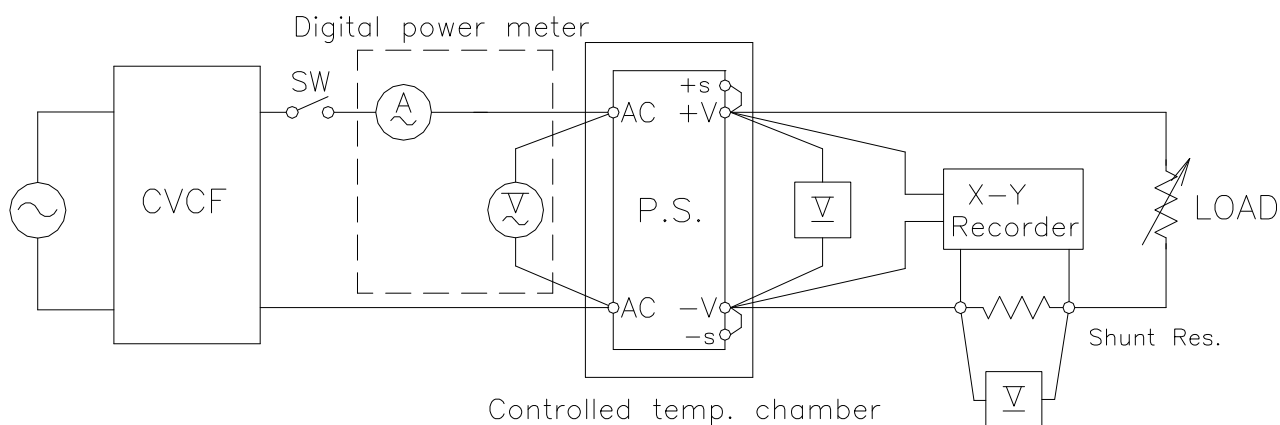 Digital power meter
SW
A
CVCF
V
AC
+s
+V
P.S.
AC
-V
-s
V
X-Y
Recorder
LOAD
Shunt Res.
V
Controlled temp. chamber